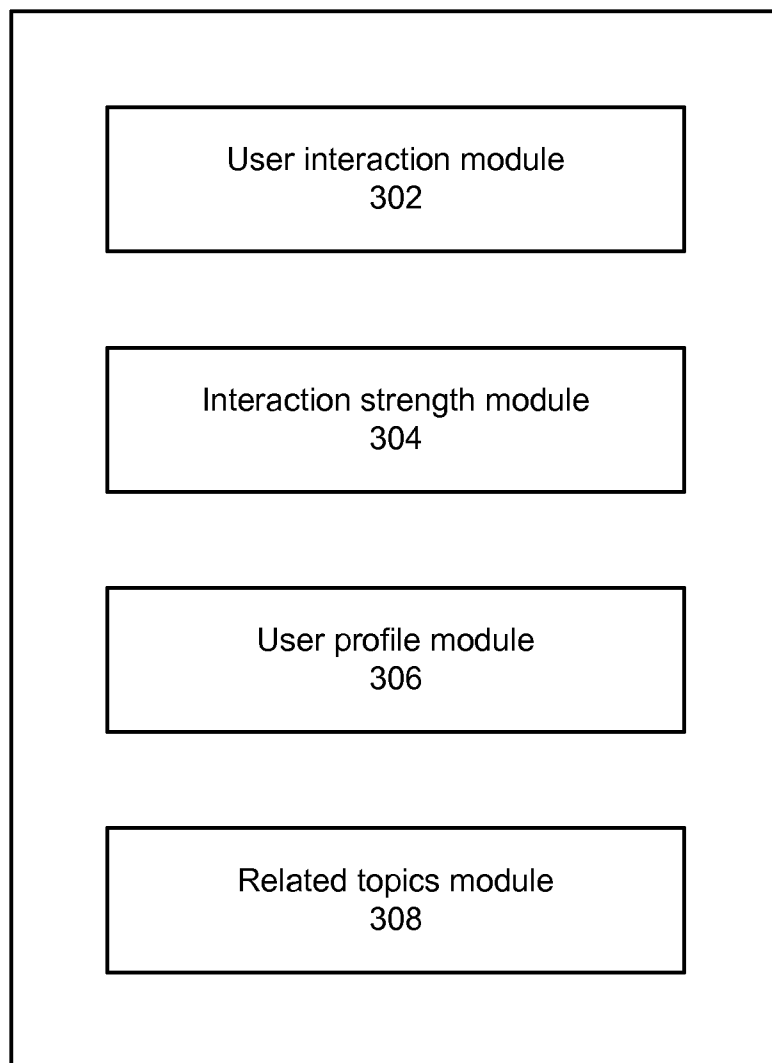 User interaction module
302
Interaction strength module
304
User profile module
306
Related topics module
308